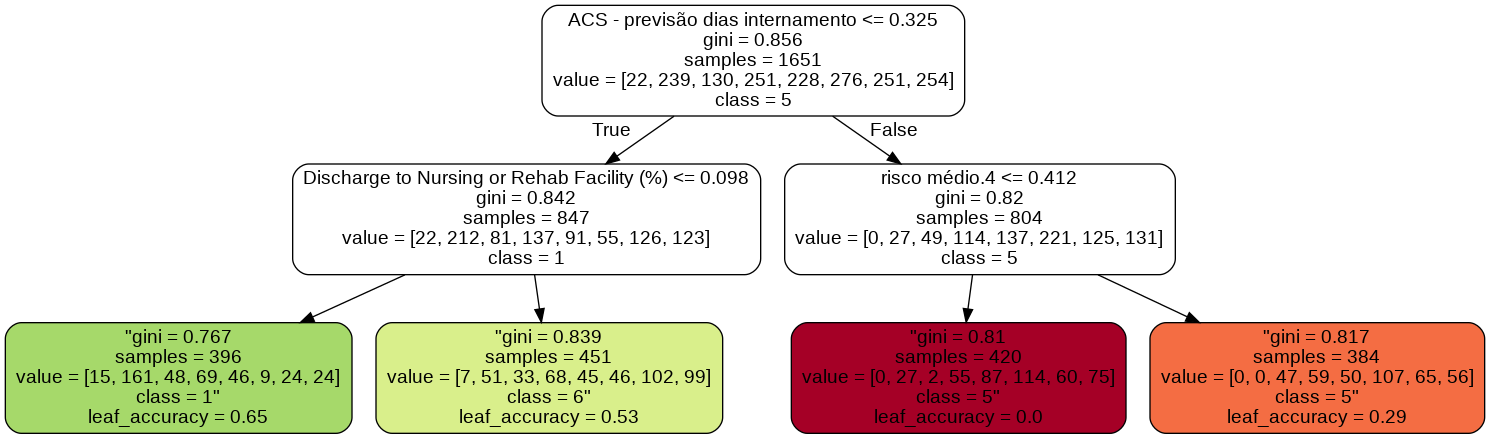 ACS - previsão dias internamento <= 0.325
gini = 0.856
samples = 1651
value = [22, 239, 130, 251, 228, 276, 251, 254]
class = 5
True
False
Discharge to Nursing or Rehab Facility (%) <= 0.098
gini = 0.842
samples = 847
value = [22, 212, 81, 137, 91, 55, 126, 123]
class = 1
risco médio.4 <= 0.412
gini = 0.82
samples = 804
value = [0, 27, 49, 114, 137, 221, 125, 131]
class = 5
"gini = 0.767
samples = 396
value = [15, 161, 48, 69, 46, 9, 24, 24]
class = 1"
leaf_accuracy = 0.65
"gini = 0.839
samples = 451
value = [7, 51, 33, 68, 45, 46, 102, 99]
class = 6"
leaf_accuracy = 0.53
"gini = 0.81
samples = 420
value = [0, 27, 2, 55, 87, 114, 60, 75]
class = 5"
leaf_accuracy = 0.0
"gini = 0.817
samples = 384
value = [0, 0, 47, 59, 50, 107, 65, 56]
class = 5"
leaf_accuracy = 0.29